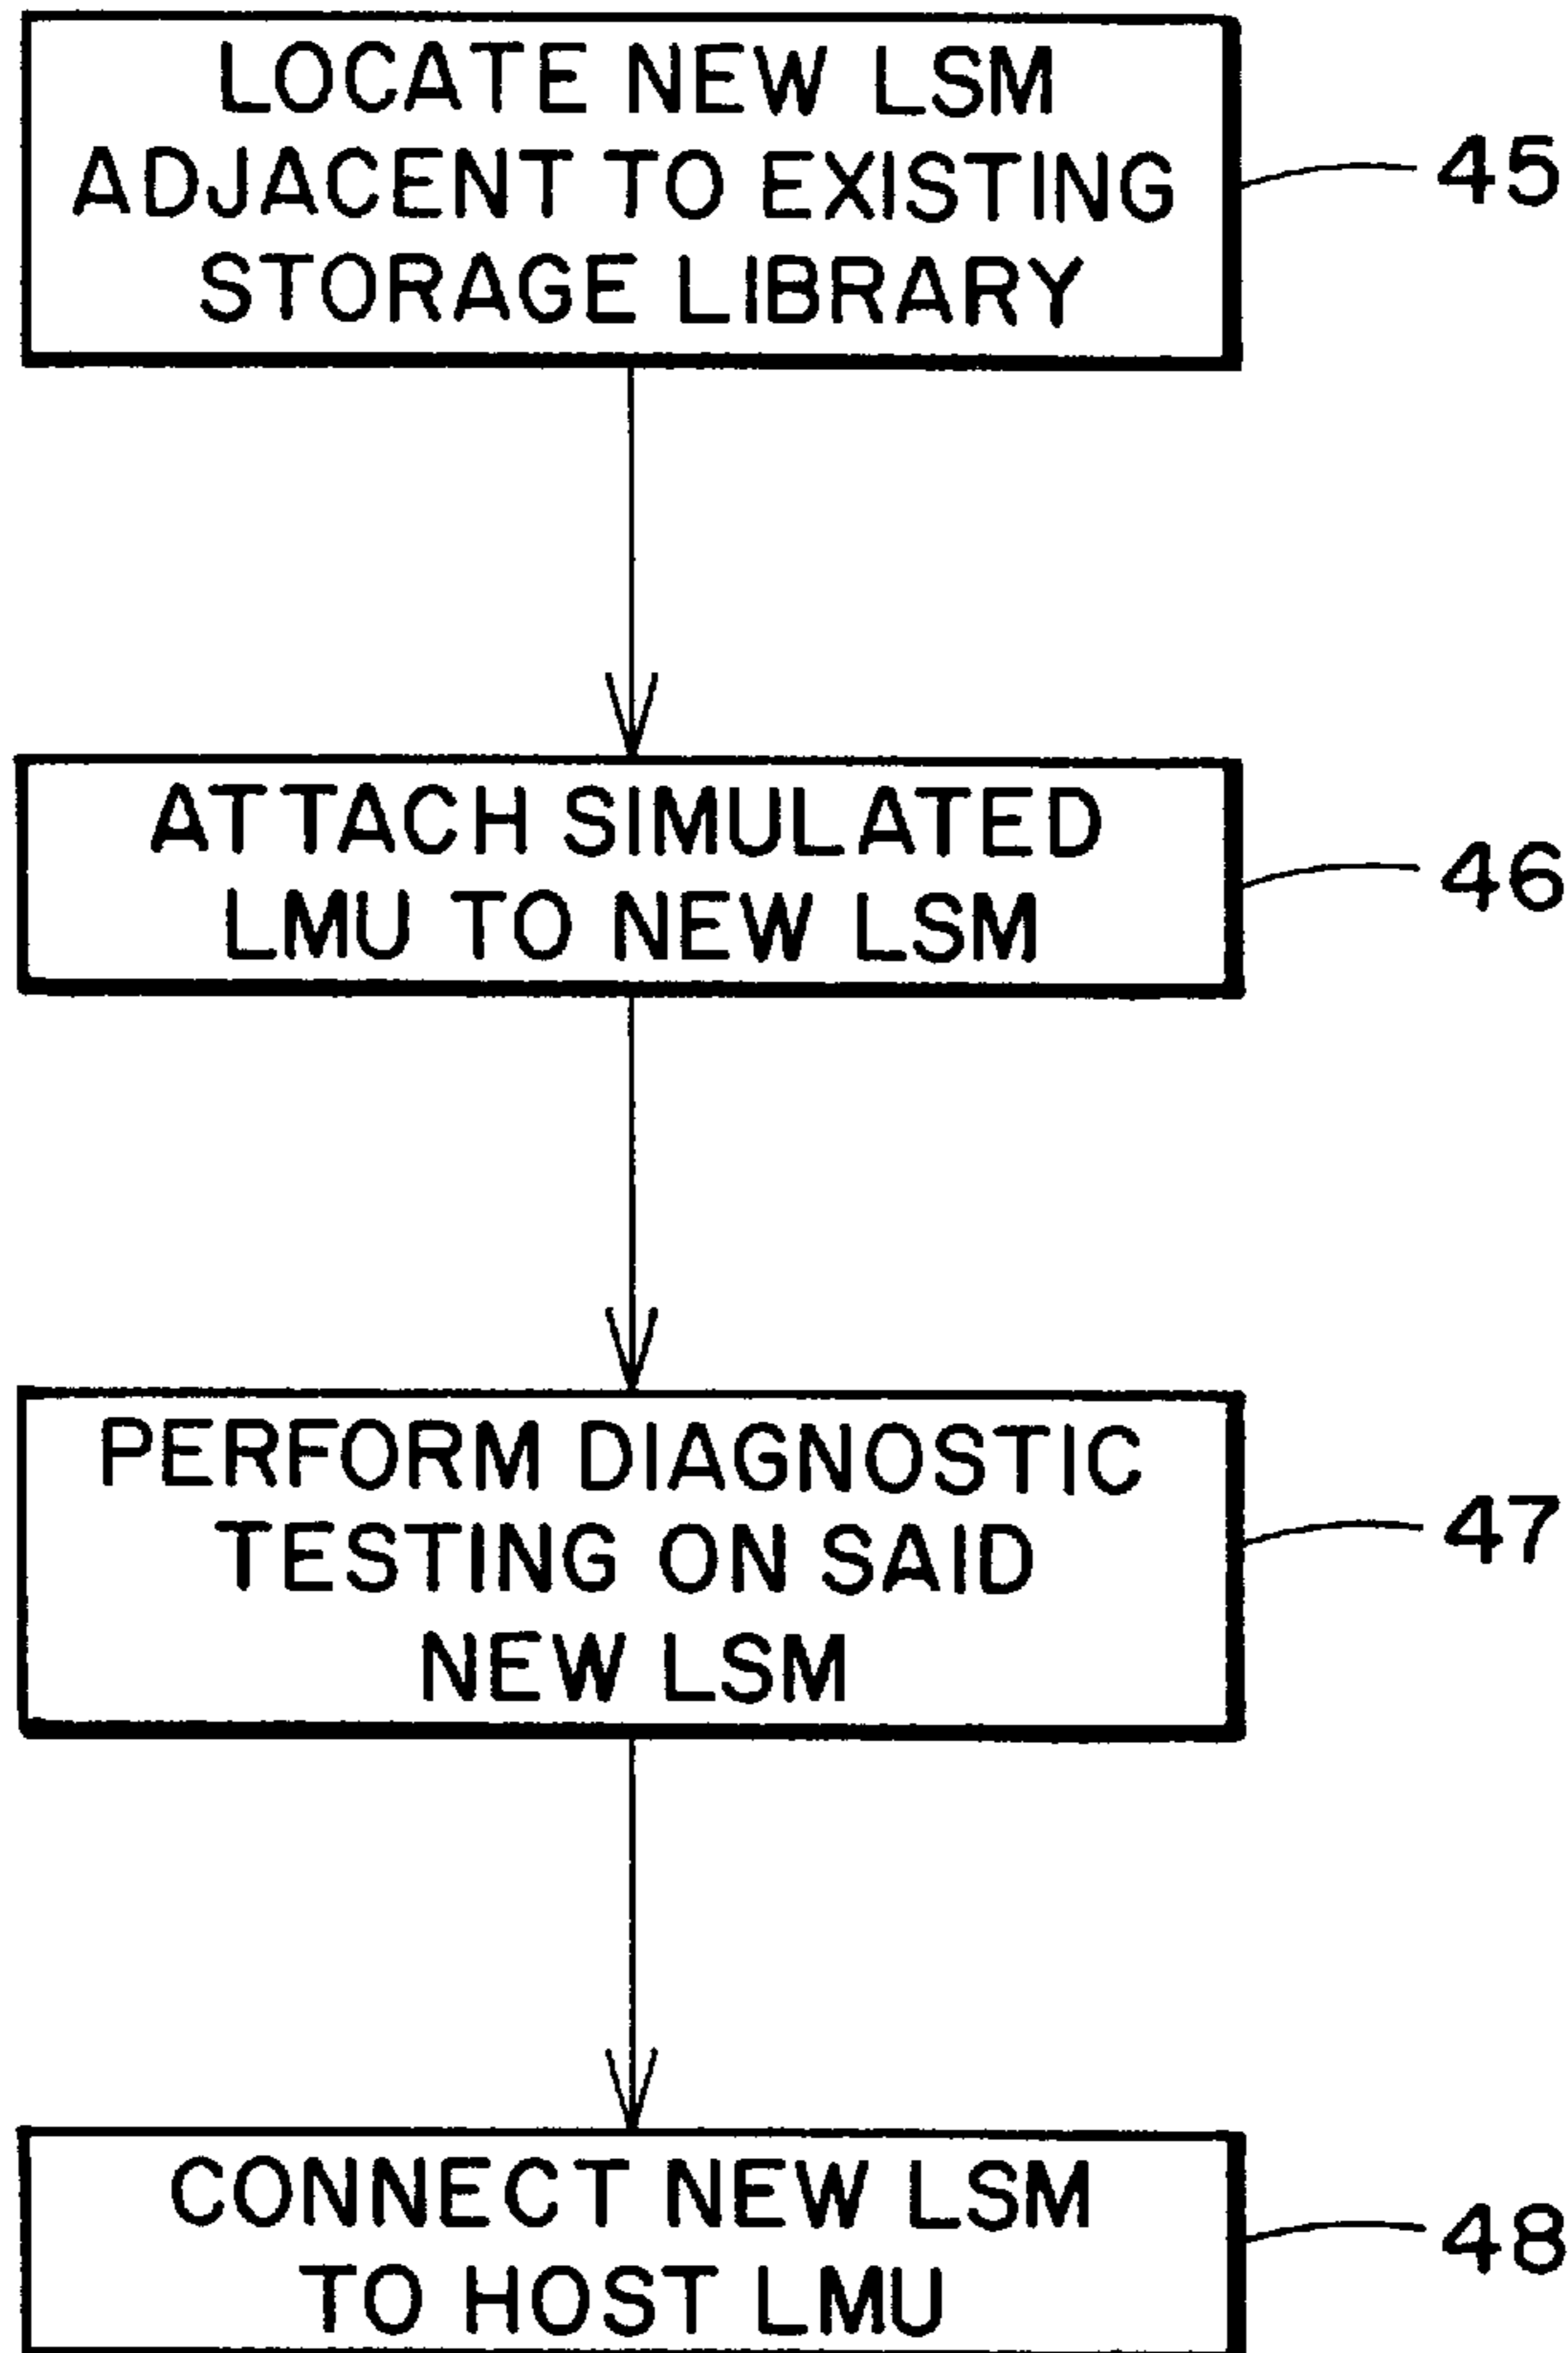 LOCATE NEW LSM
ADJACENT TO EXISTING
STORAGE LIBRARY
45
ATTACH SIMULATED
LMU TO NEW LSM
46
PERFORM DIAGNOSTIC
TESTING ON SAID
NEW LSM
47
CONNECT NEW LSM
TO HOST LMU
48